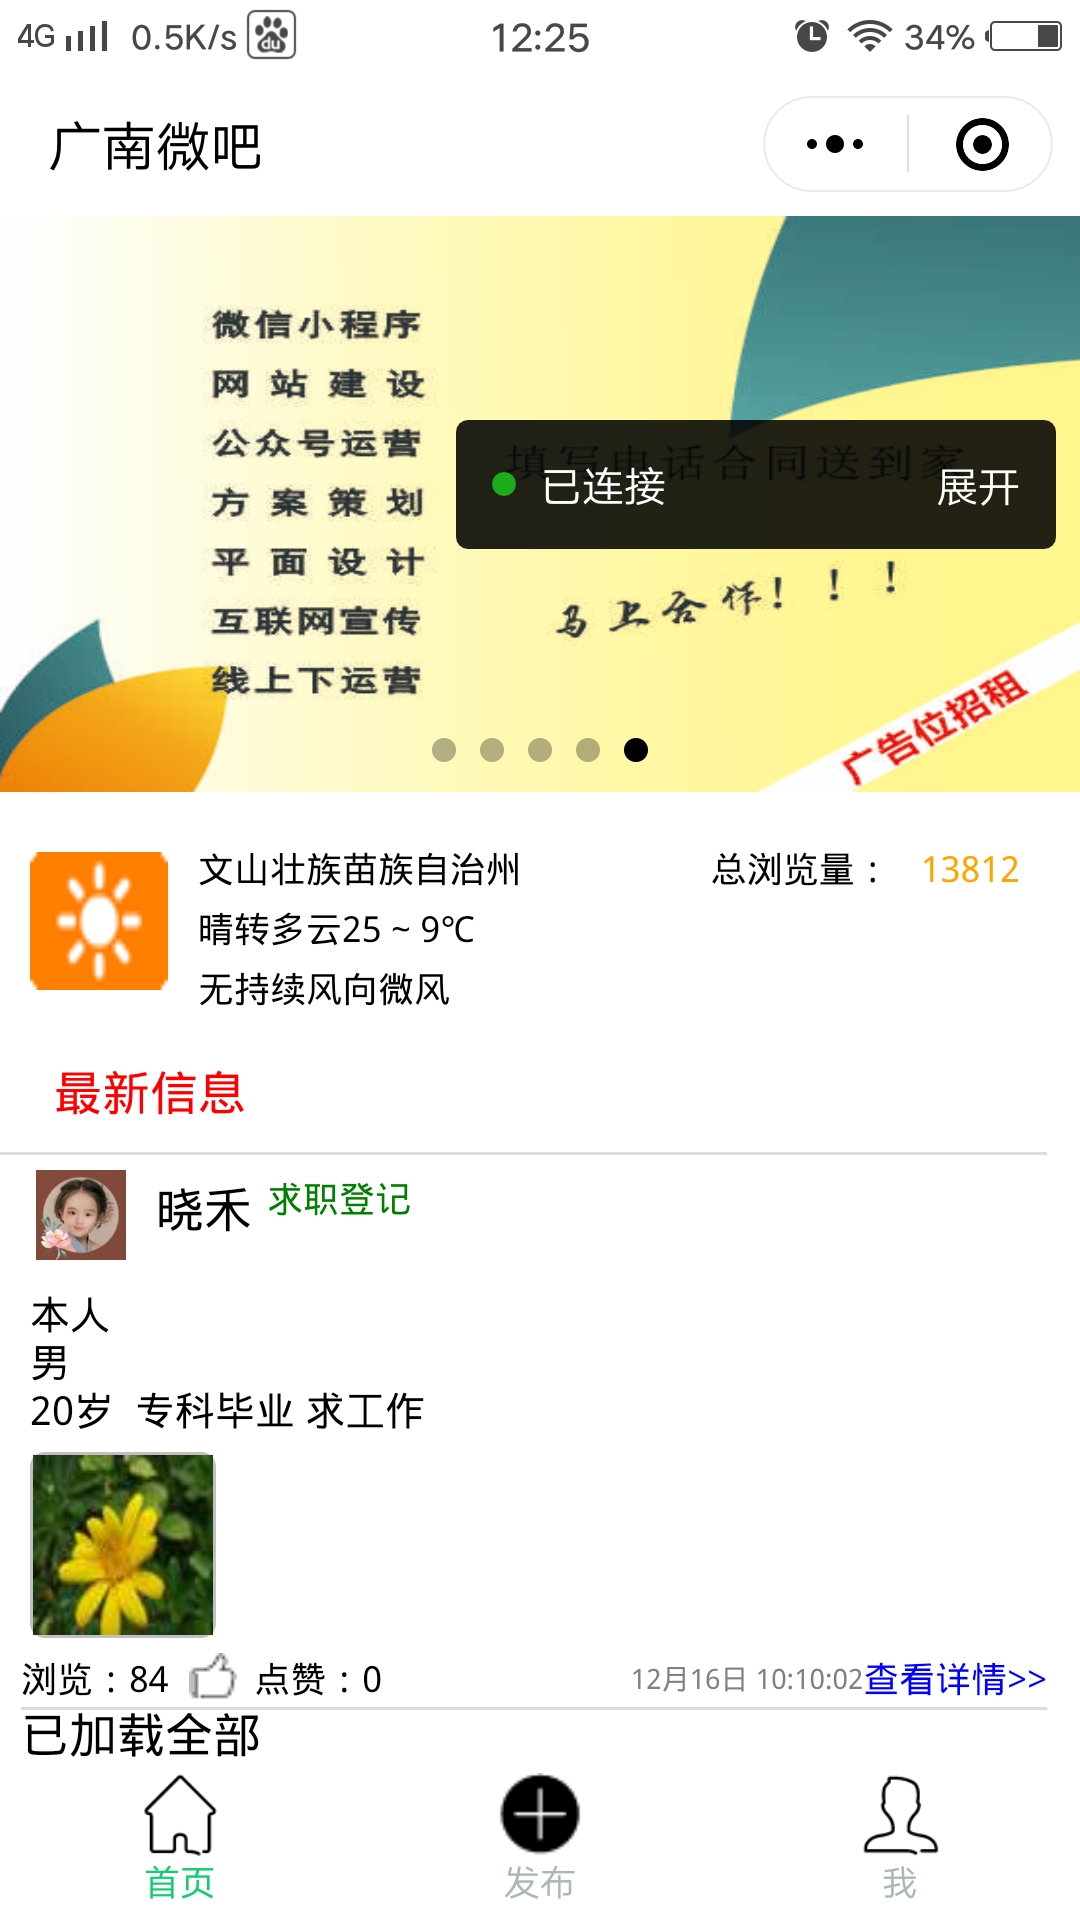 4G 0.5K/s du 12:25 34%
广南微吧
微信小程序
网站建设
公众号运营
方案策划
平面设计
互联网宣传
线上下运营
填写电话合同送到家
已连接 展开
马上合作！！！
广告位招租
文山壮族苗族自治州 总浏览量： 13812
晴转多云25 ~ 9℃
无持续风向微风
最新信息
晓禾 求职登记
本人
男
20岁 专科毕业 求工作
浏览：84 点赞：0 12月16日 10:10:02查看详情>>
已加载全部
首页 发布 我